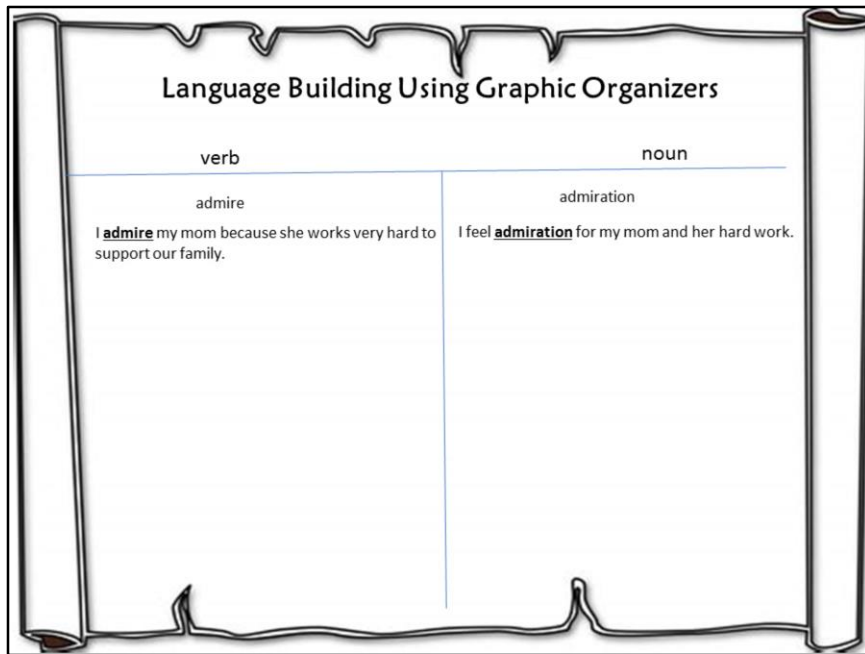 Language Building Using Graphic Organizers
verb
noun
admire
admiration
I admire my mom because she works very hard to
support our family.
I feel admiration for my mom and her hard work.